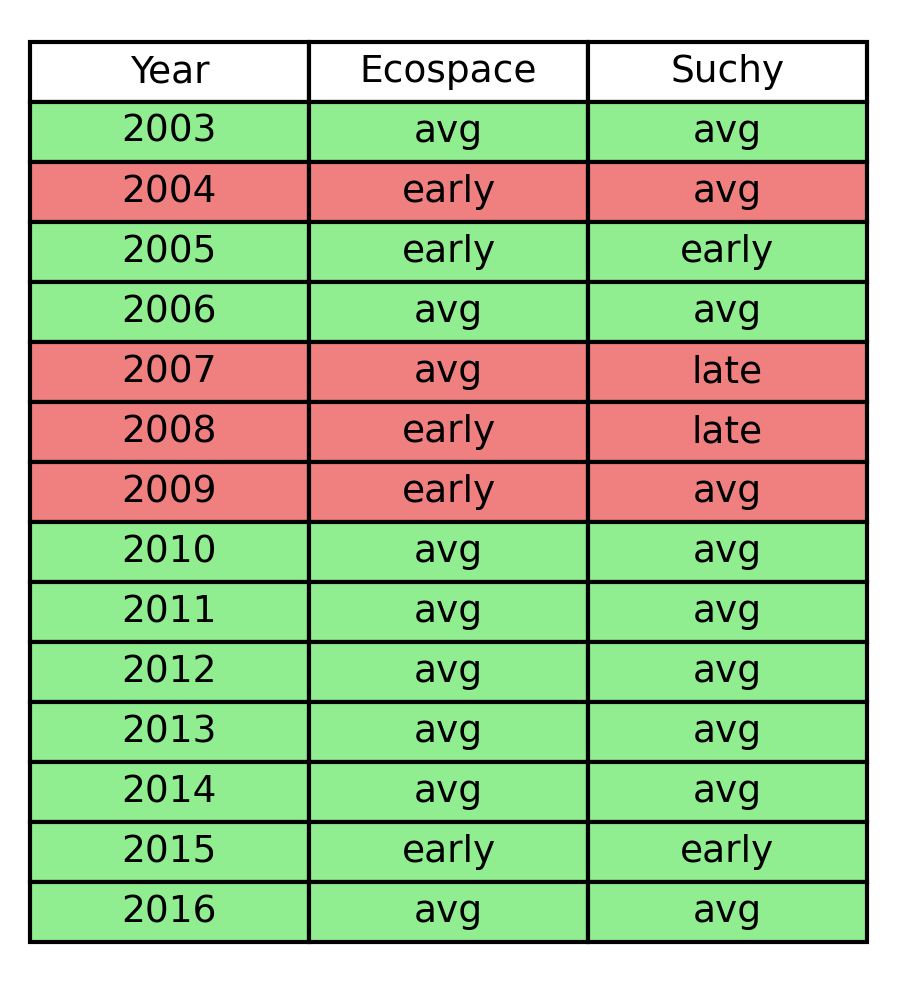 Year Ecospace Suchy
2003 avg avg
2004 early avg
2005 early early
2006 avg avg
2007 avg late
2008 early late
2009 early avg
2010 avg avg
2011 avg avg
2012 avg avg
2013 avg avg
2014 avg avg
2015 early early
2016 avg avg